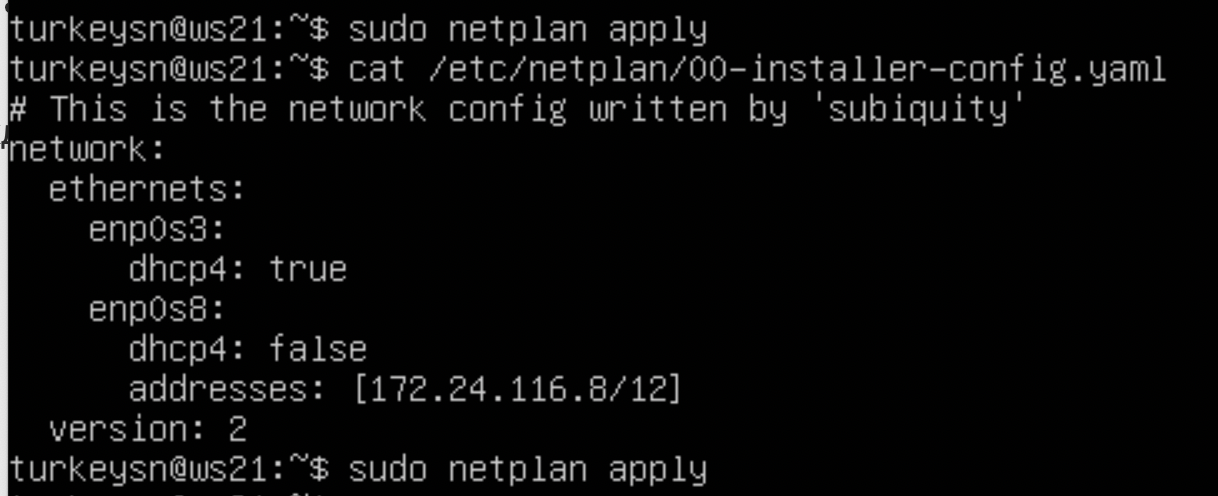 turkeysn@ws21:~$ sudo netplan apply
turkeysn@ws21:~$ cat /etc/netplan/00-installer-config.yaml
# This is the network config written by 'subiquity'
network:
  ethernets:
    enp0s3:
      dhcp4: true
    enp0s8:
      dhcp4: false
      addresses: [172.24.116.8/12]
  version: 2
turkeysn@ws21:~$ sudo netplan apply